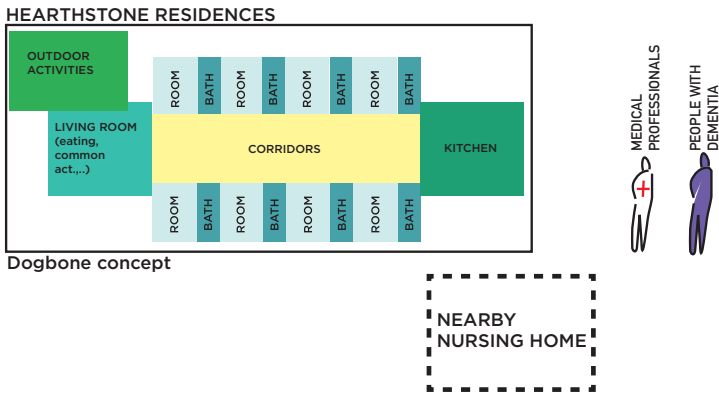 HEARTHSTONE RESIDENCES
OUTDOOR
ACTIVITIES
ROOM
BATH
ROOM
BATH
ROOM
BATH
ROOM
BATH
LIVING ROOM
(eating,
common
act.,..)
CORRIDORS
KITCHEN
ROOM
BATH
ROOM
BATH
ROOM
BATH
ROOM
BATH
Dogbone concept
MEDICAL
PROFESSIONALS
PEOPLE WITH
DEMENTIA
NEARBY
NURSING HOME